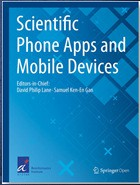 Scientific
Phone Apps and
Mobile Devices
Editors-in-Chief:
David Philip Lane · Samuel Ken-En Gan
Springer Open